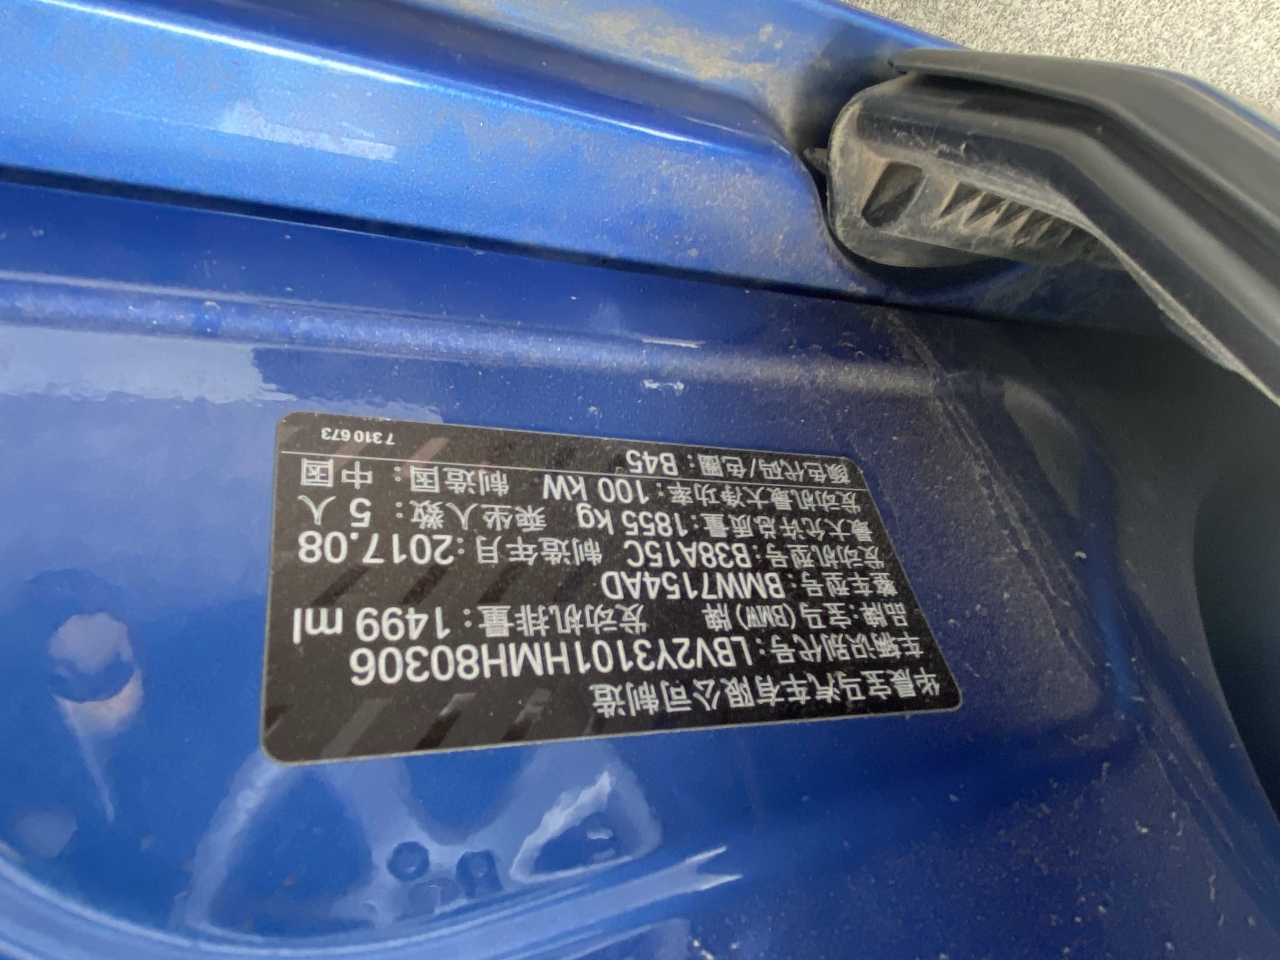 华晨宝马汽车有限公司制造
车辆识别代号：LBV2Y3101HMH80306
品牌：宝马(BMW)牌 发动机排量：1499 ml
整车型号：BMW7154AD
发动机型号：B38A15C 制造年月：2017.08
最大允许总质量：1855 kg 乘坐人数：5 人
发动机最大净功率：100 kW 制造国：中国
颜色代码/色圈：B45
7 310 673